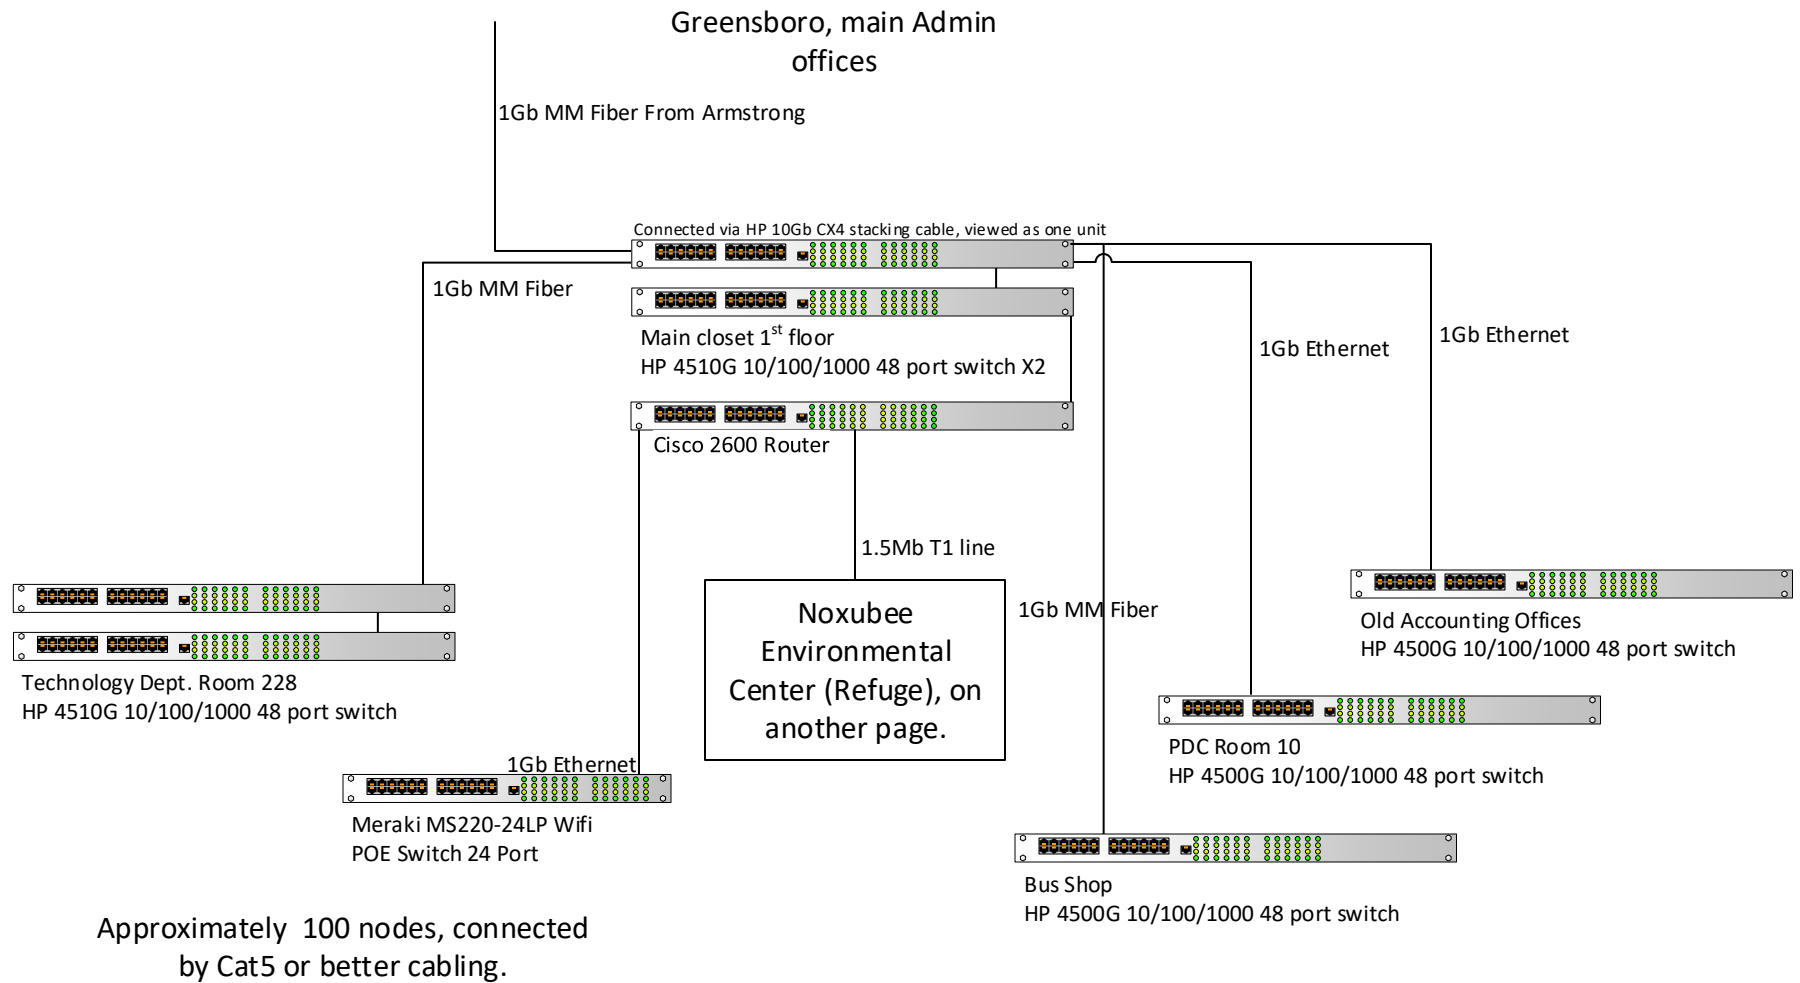 Greensboro, main Admin
offices
1Gb MM Fiber From Armstrong
Connected via HP 10Gb CX4 stacking cable, viewed as one unit
1Gb MM Fiber
Main closet 1st floor
HP 4510G 10/100/1000 48 port switch X2
1Gb Ethernet
1Gb Ethernet
Cisco 2600 Router
1.5Mb T1 line
Noxubee
Environmental
Center (Refuge), on
another page.
1Gb MM Fiber
Old Accounting Offices
HP 4500G 10/100/1000 48 port switch
Technology Dept. Room 228
HP 4510G 10/100/1000 48 port switch
PDC Room 10
HP 4500G 10/100/1000 48 port switch
1Gb Ethernet
Meraki MS220-24LP Wifi
POE Switch 24 Port
Bus Shop
HP 4500G 10/100/1000 48 port switch
Approximately  100 nodes, connected
by Cat5 or better cabling.